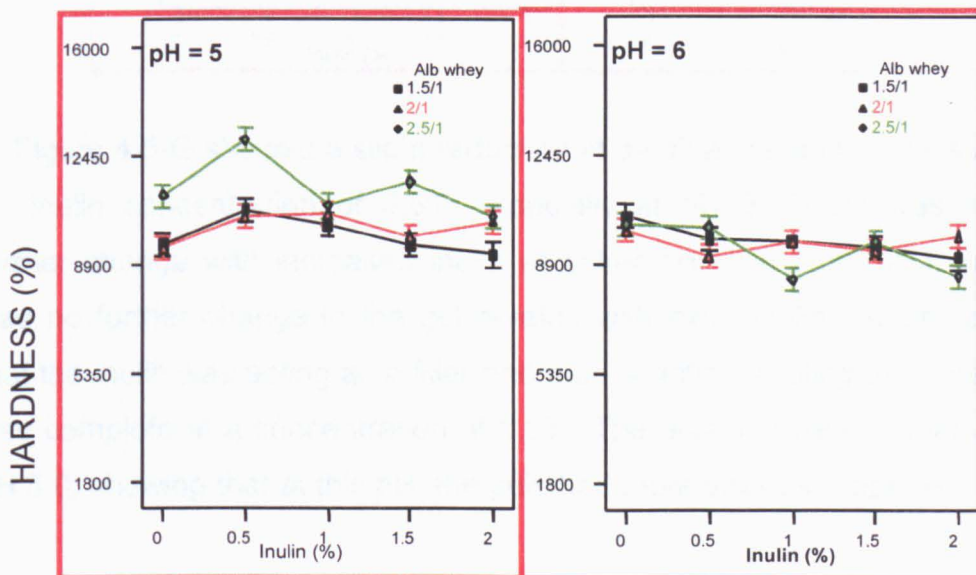 HARDNESS (%)
pH = 5
Alb whey
1.5/1
2/1
2.5/1
16000
12450
8900
5350
1800
0 0.5 1 1.5 2
Inulin (%)
pH = 6
Alb whey
1.5/1
2/1
2.5/1
16000
12450
8900
5350
1800
0 0.5 1 1.5 2
Inulin (%)